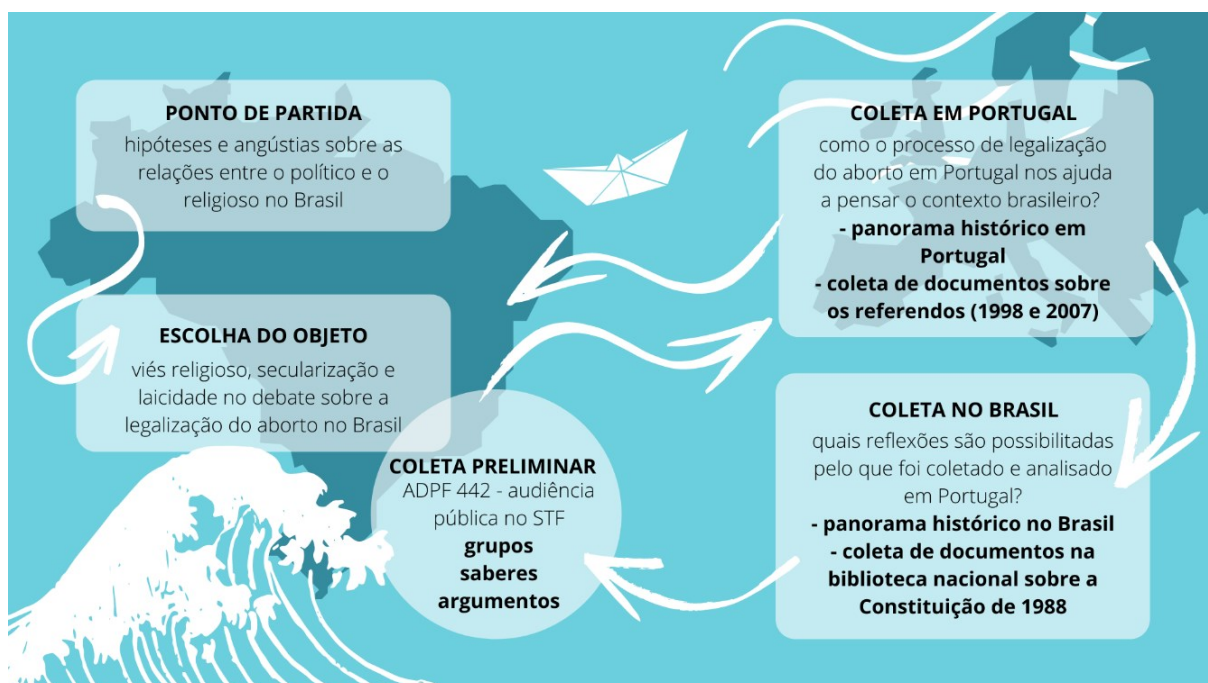 PONTO DE PARTIDA
hipóteses e angústias sobre as
relações entre o político e o
religioso no Brasil
ESCOLHA DO OBJETO
viés religioso, secularização e
laicidade no debate sobre a
legalização do aborto no Brasil
COLETA PRELIMINAR
ADPF 442 - audiência
pública no STF
grupos
saberes
argumentos
COLETA EM PORTUGAL
como o processo de legalização
do aborto em Portugal nos ajuda
a pensar o contexto brasileiro?
- panorama histórico em
Portugal
- coleta de documentos sobre
os referendos (1998 e 2007)
COLETA NO BRASIL
quais reflexões são possibilitadas
pelo que foi coletado e analisado
em Portugal?
- panorama histórico no Brasil
- coleta de documentos na
biblioteca nacional sobre a
Constituição de 1988